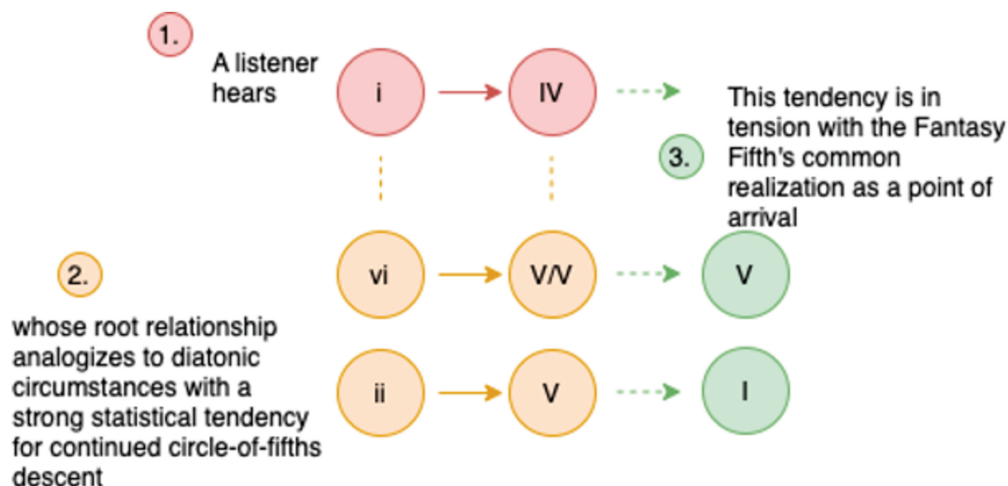 1.
A listener
hears
i
IV
This tendency is in
tension with the Fantasy
3.
Fifth's common
realization as a point of
arrival
2.
vi
V/V
V
whose root relationship
analogizes to diatonic
circumstances with a
strong statistical tendency
for continued circle-of-fifths
descent
ii
V
I